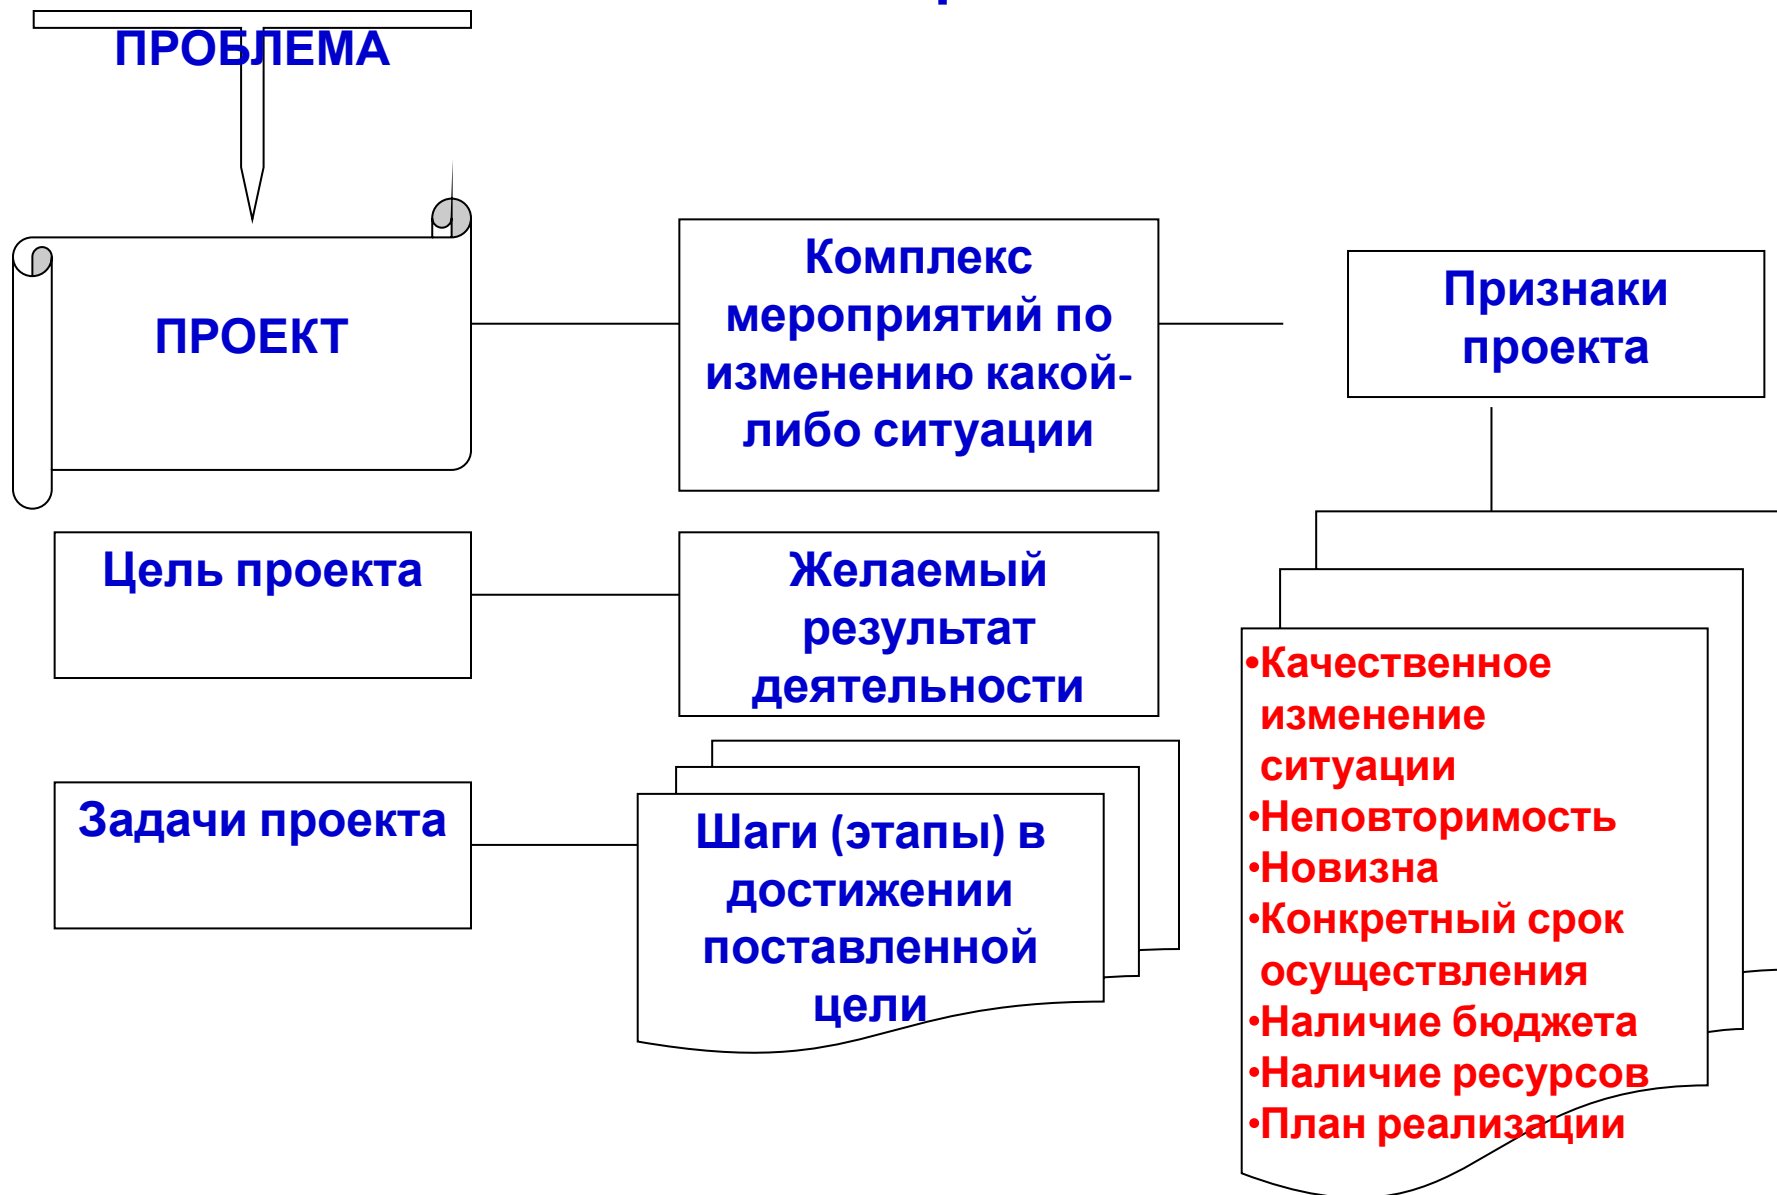 ПРОБЛЕМА
ПРОЕКТ
Комплекс
мероприятий по
изменению какой-
либо ситуации
Признаки
проекта
Цель проекта
Желаемый
результат
деятельности
Задачи проекта
Шаги (этапы) в
достижении
поставленной
цели
•Качественное
изменение
ситуации
•Неповторимость
•Новизна
•Конкретный срок
осуществления
•Наличие бюджета
•Наличие ресурсов
•План реализации